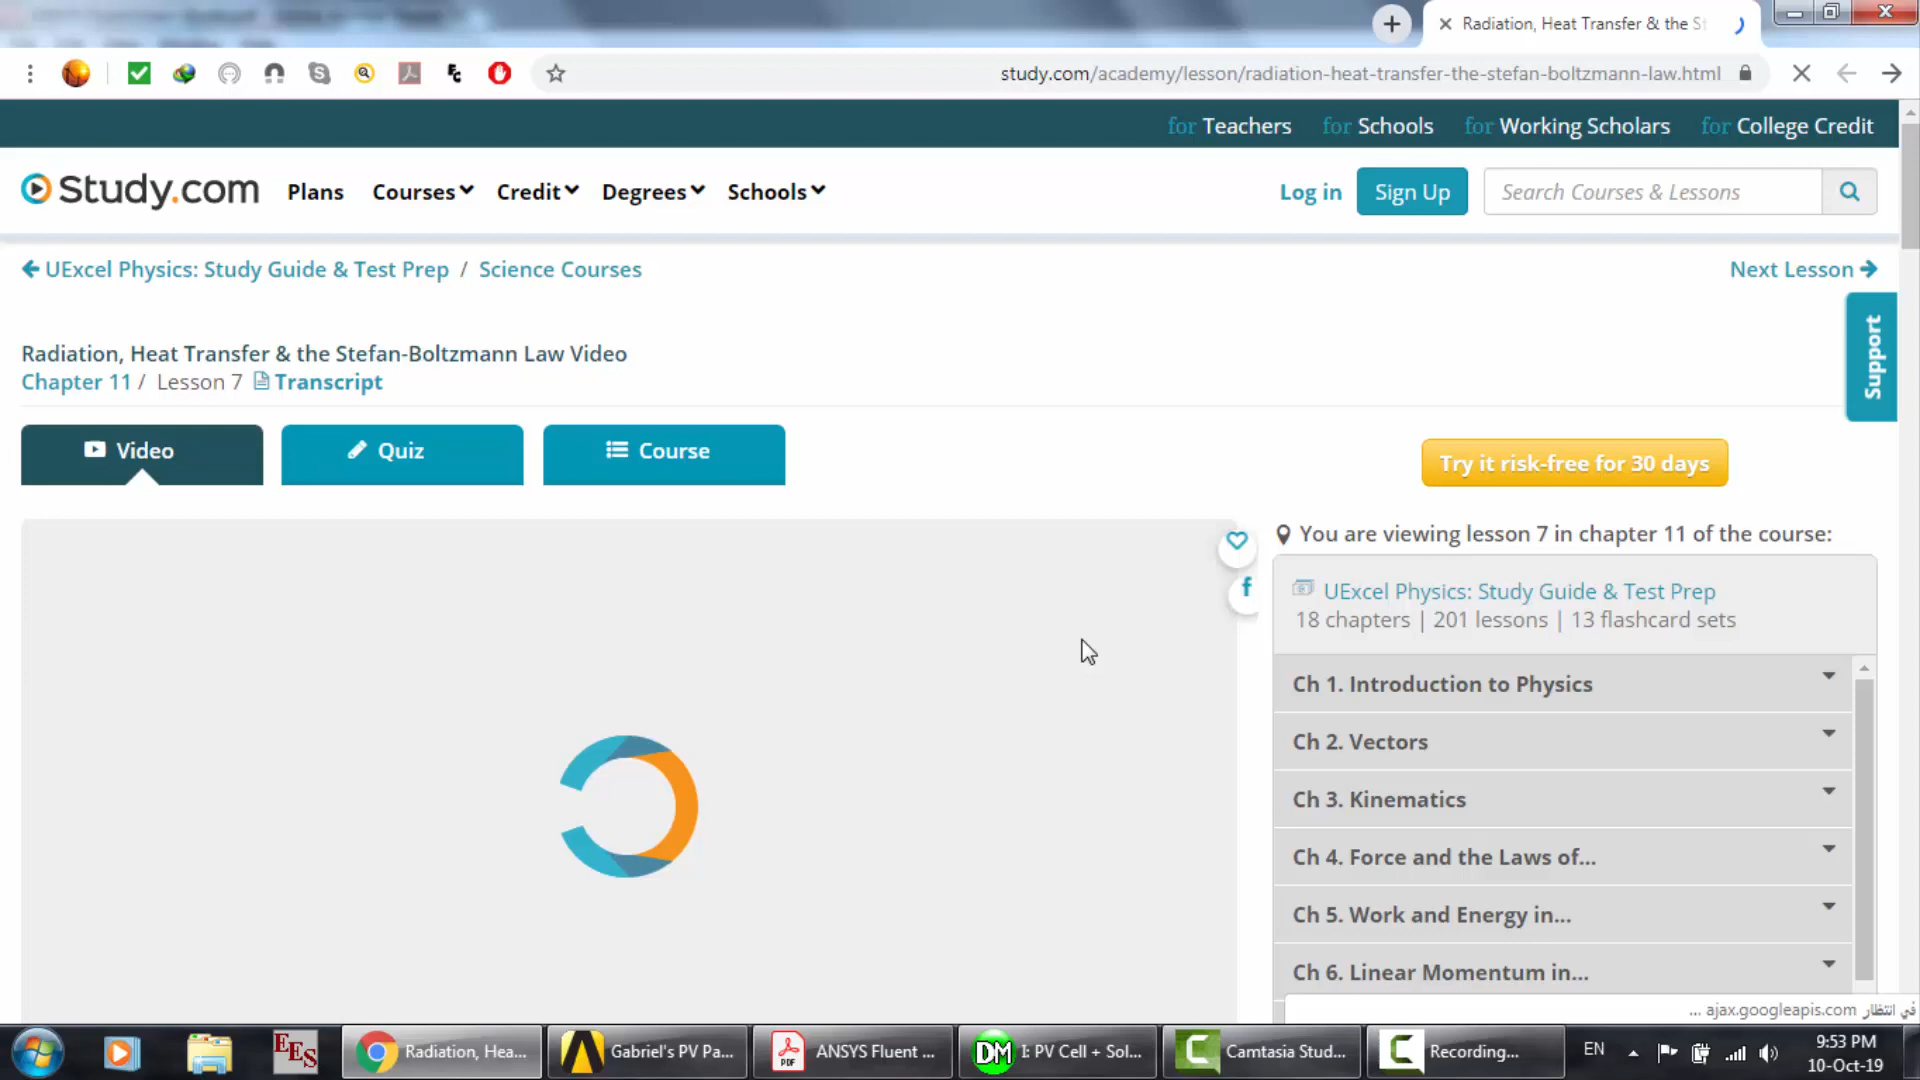 Radiation, Heat Transfer & the St
study.com/academy/lesson/radiation-heat-transfer-the-stefan-boltzmann-law.html
for Teachers for Schools for Working Scholars for College Credit
Study.com Plans Courses Credit Degrees Schools Log in Sign Up Search Courses & Lessons
UExcel Physics: Study Guide & Test Prep / Science Courses Next Lesson
Support
Radiation, Heat Transfer & the Stefan-Boltzmann Law Video
Chapter 11 / Lesson 7 Transcript
Video Quiz Course
Try it risk-free for 30 days
You are viewing lesson 7 in chapter 11 of the course:
UExcel Physics: Study Guide & Test Prep
18 chapters | 201 lessons | 13 flashcard sets
Ch 1. Introduction to Physics
Ch 2. Vectors
Ch 3. Kinematics
Ch 4. Force and the Laws of...
Ch 5. Work and Energy in...
Ch 6. Linear Momentum in...
في انتظار ajax.googleapis.com ...
EES Radiation, Hea... Gabriel's PV Pa... PDF ANSYS Fluent ... DM I: PV Cell + Sol... Camtasia Stud... Recording... EN 9:53 PM
10-Oct-19